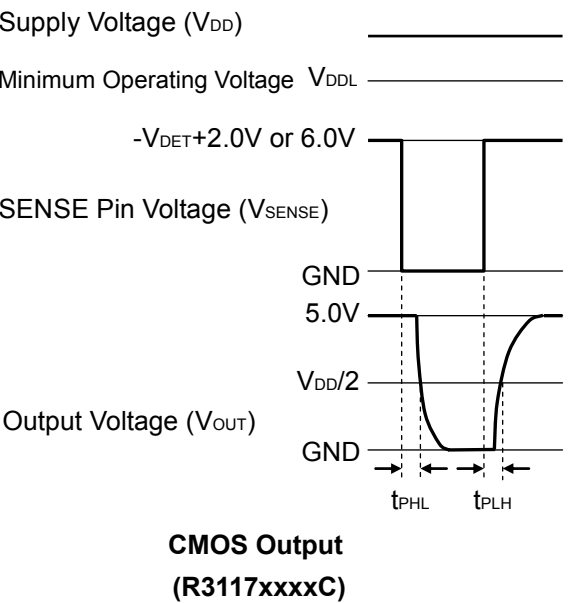 Supply Voltage (VDD)
Minimum Operating Voltage VDDL
-VDET+2.0V or 6.0V
SENSE Pin Voltage (VSENSE)
GND
5.0V
VDD/2
Output Voltage (VOUT)
GND
tPHL tPLH
CMOS Output
(R3117xxxxC)